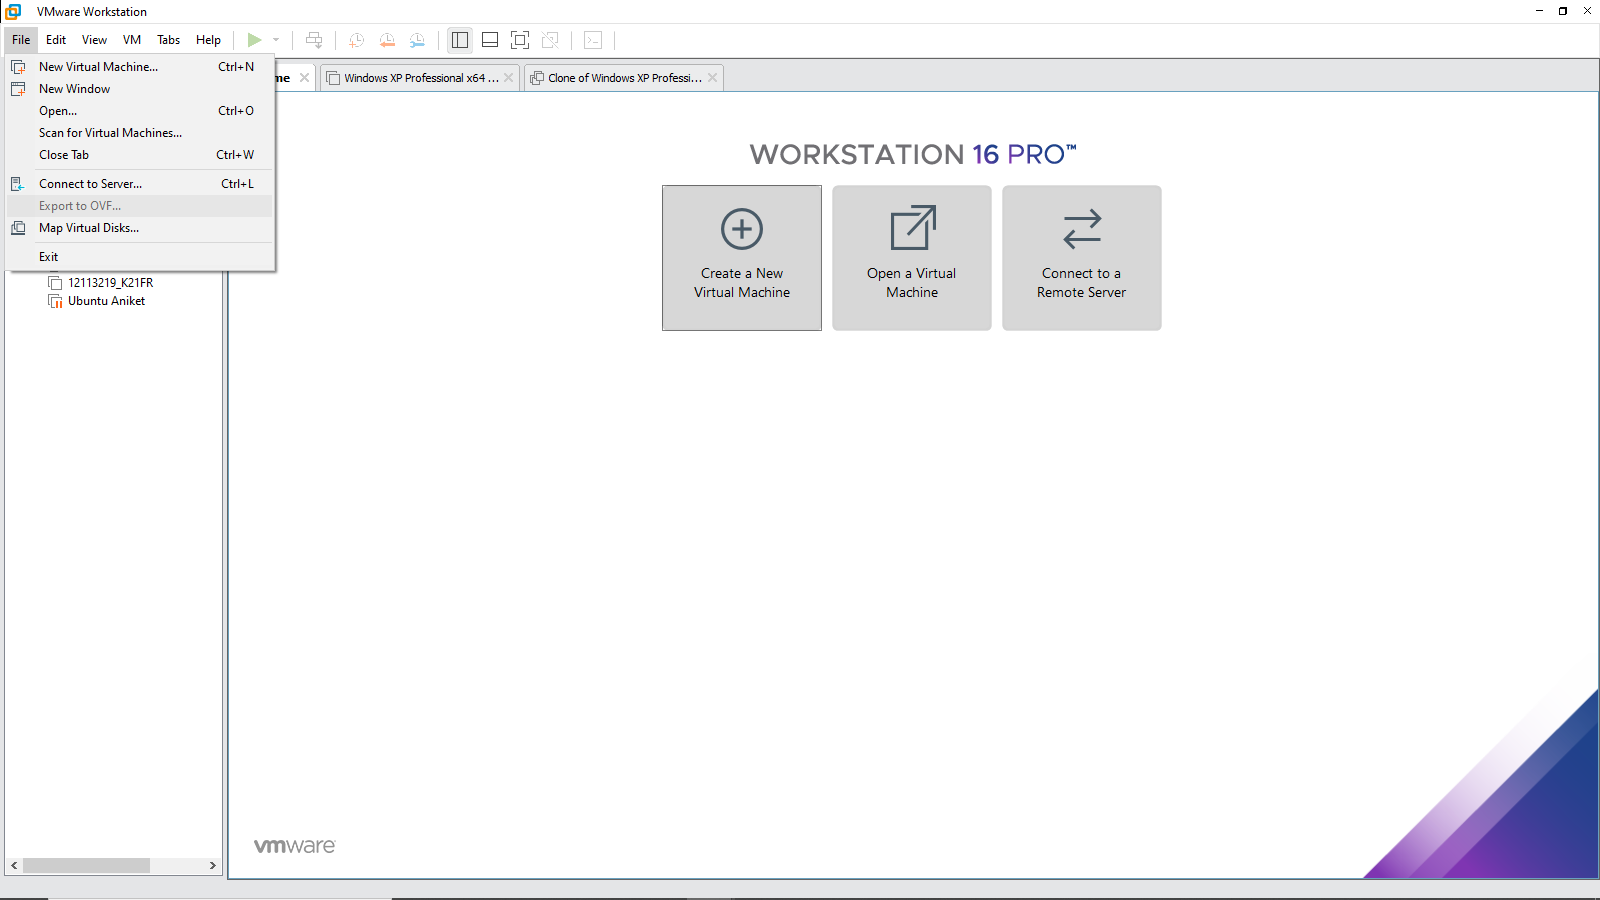 VMware Workstation
File Edit View VM Tabs Help
New Virtual Machine... Ctrl+N
New Window
Open... Ctrl+O
Scan for Virtual Machines...
Close Tab Ctrl+W
Connect to Server... Ctrl+L
Export to OVF...
Map Virtual Disks...
Exit
12113219_K21FR
Ubuntu Aniket
me
Windows XP Professional x64 ...
Clone of Windows XP Professi...
WORKSTATION 16 PRO™
Create a New
Virtual Machine
Open a Virtual
Machine
Connect to a
Remote Server
vmware